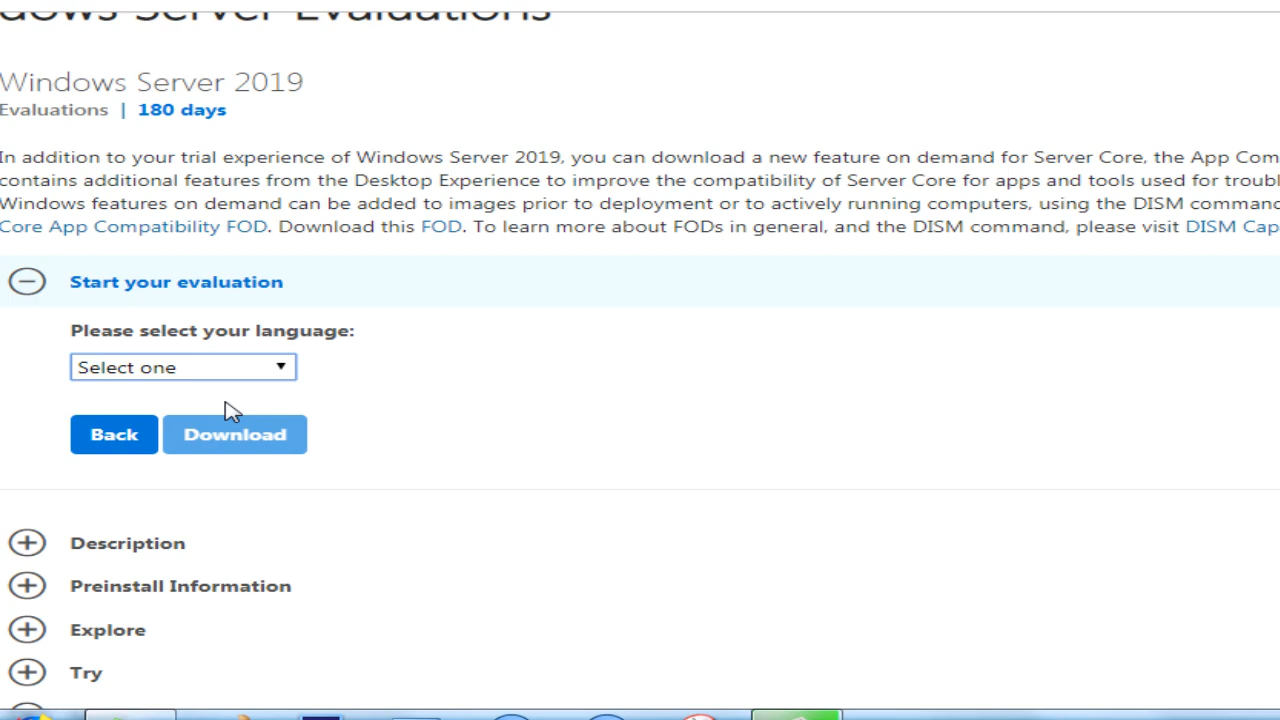 dows Server Evaluations
Windows Server 2019
Evaluations | 180 days
In addition to your trial experience of Windows Server 2019, you can download a new feature on demand for Server Core, the App Com
contains additional features from the Desktop Experience to improve the compatibility of Server Core for apps and tools used for troubl
Windows features on demand can be added to images prior to deployment or to actively running computers, using the DISM command
Core App Compatibility FOD. Download this FOD. To learn more about FODs in general, and the DISM command, please visit DISM Cap
Start your evaluation
Please select your language:
Select one
Back Download
Description
Preinstall Information
Explore
Try